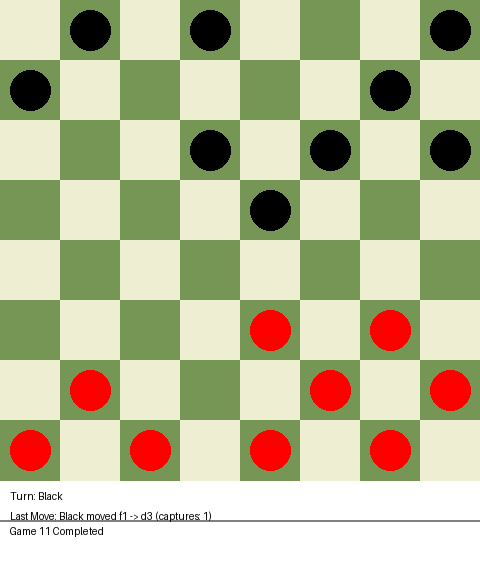 Turn: Black
Last Move: Black moved f1 -> d3 (captures: 1)
Game 11 Completed